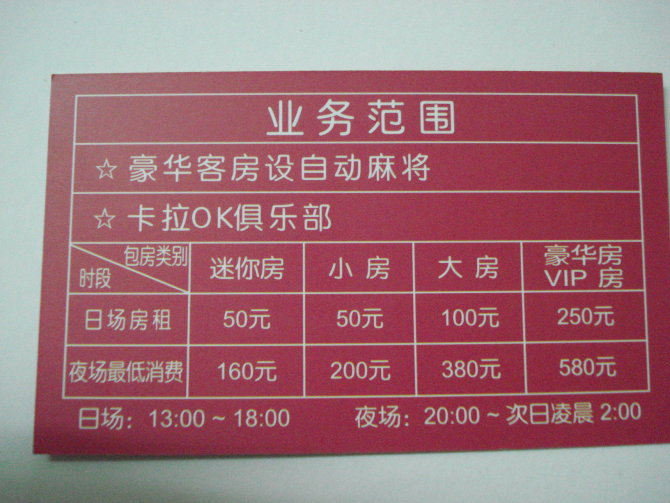 业务范围
☆ 豪华客房设自动麻将
☆ 卡拉OK俱乐部
包房类别 时段 迷你房 小房 大房 豪华房 VIP 房
日场房租 50元 50元 100元 250元
夜场最低消费 160元 200元 380元 580元
日场：13:00 ~ 18:00 夜场：20:00 ~ 次日凌晨 2:00